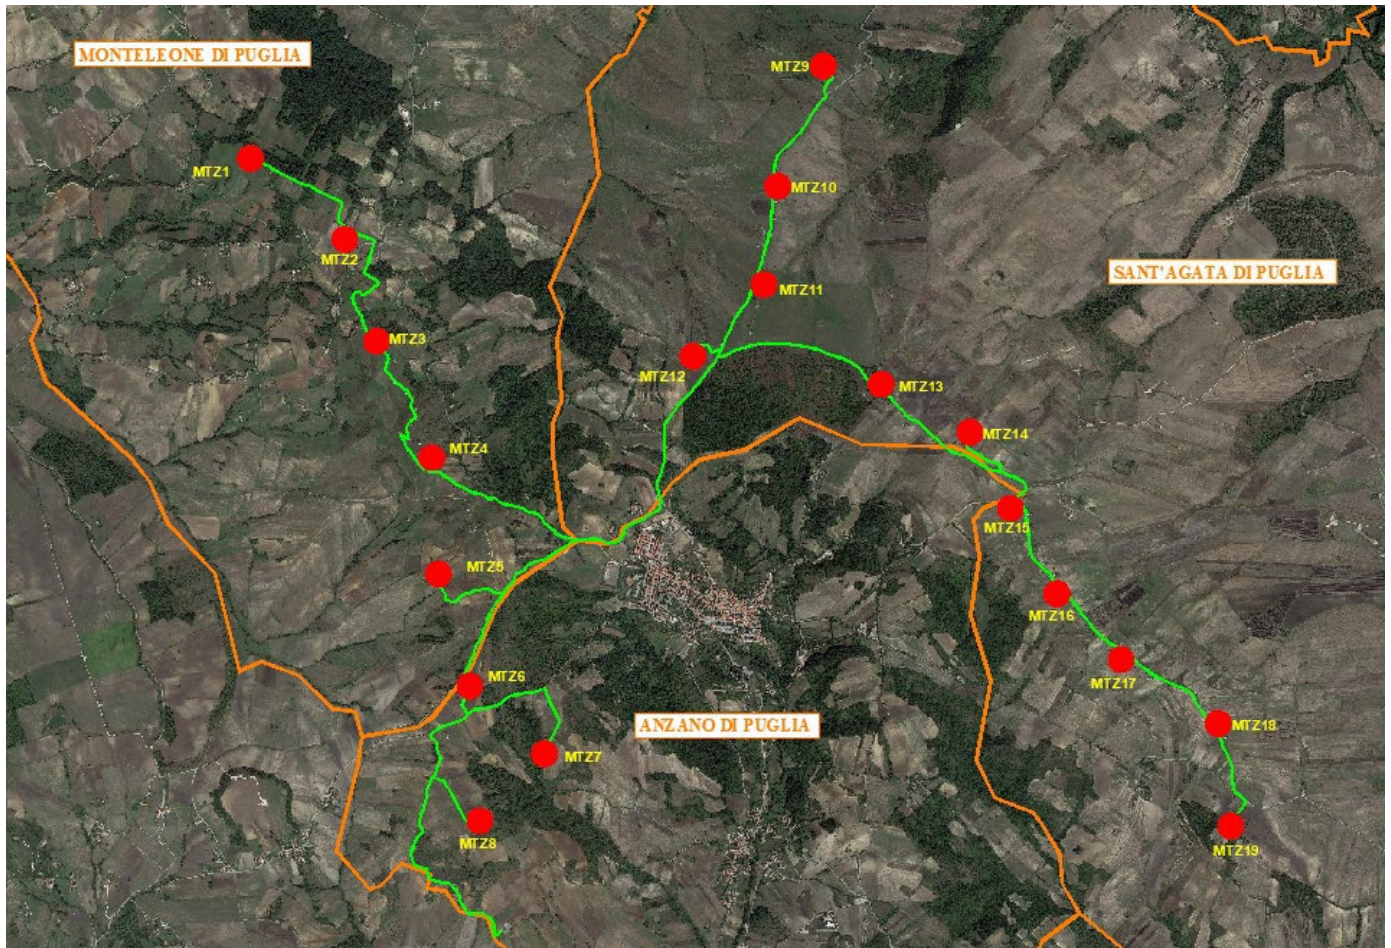 MONTELEONE DI PUGLIA
MTZ9
MTZ1
MTZ10
MTZ2
SANT'AGATA DI PUGLIA
MTZ11
MTZ3
MTZ12
MTZ13
MTZ4
MTZ14
MTZ15
MTZ5
MTZ16
MTZ6
MTZ17
ANZANO DI PUGLIA
MTZ18
MTZ7
MTZ8
MTZ19